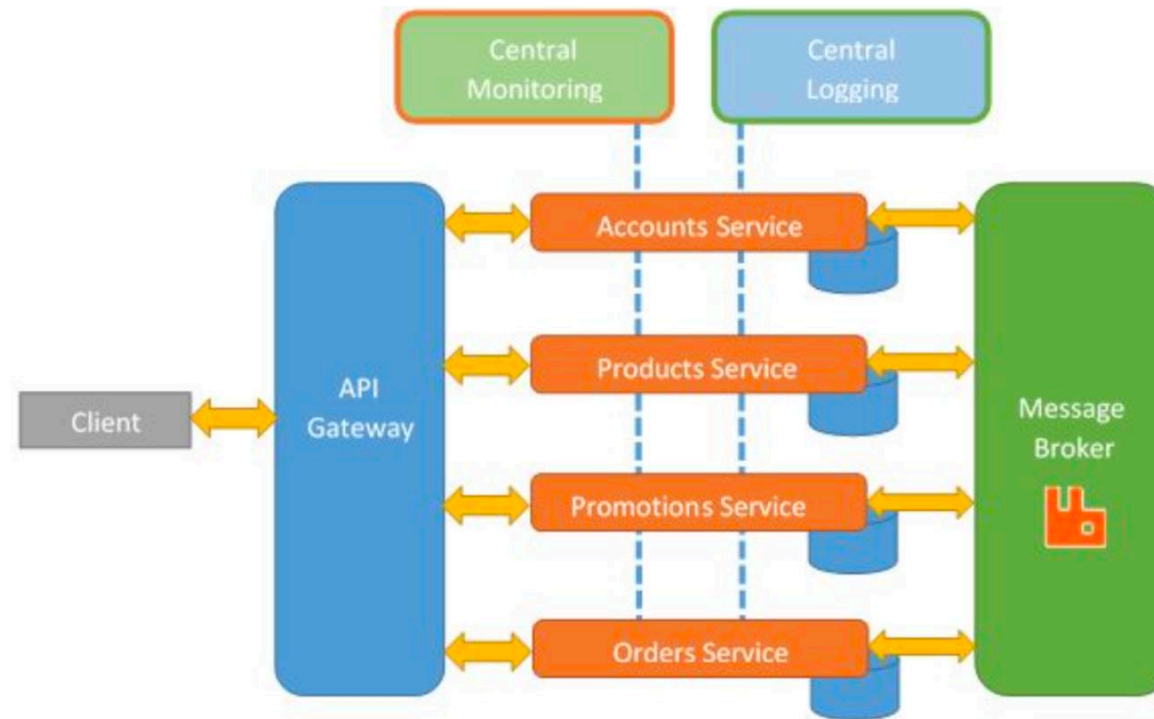 Central
Monitoring
Central
Logging
Accounts Service
Products Service
API
Gateway
Client
Message
Broker
Promotions Service
Orders Service